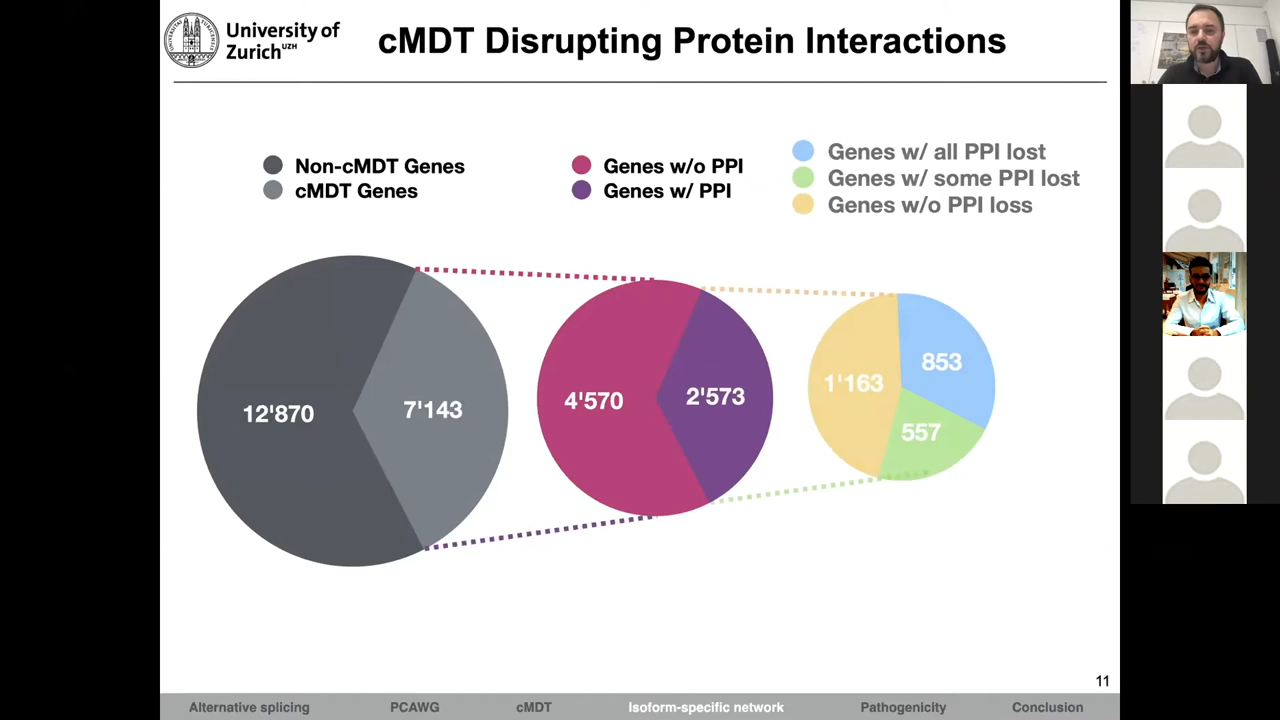 University of
Zurich UZH
cMDT Disrupting Protein Interactions
Non-cMDT Genes
cMDT Genes
Genes w/o PPI
Genes w/ PPI
Genes w/ all PPI lost
Genes w/ some PPI lost
Genes w/o PPI loss
12'870
7'143
4'570
2'573
1'163
853
557
11
Alternative splicing
PCAWG
cMDT
Isoform-specific network
Pathogenicity
Conclusion